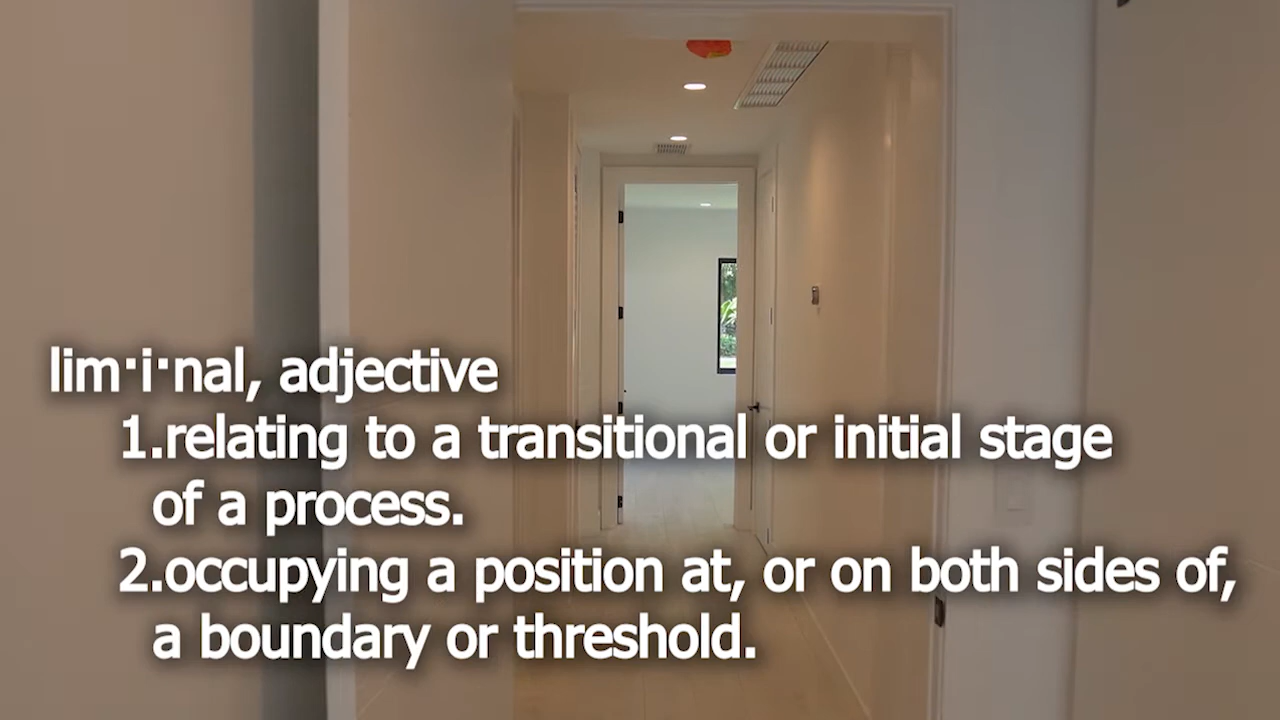 lim·i·nal, adjective
1.relating to a transitional or initial stage
of a process.
2.occupying a position at, or on both sides of,
a boundary or threshold.